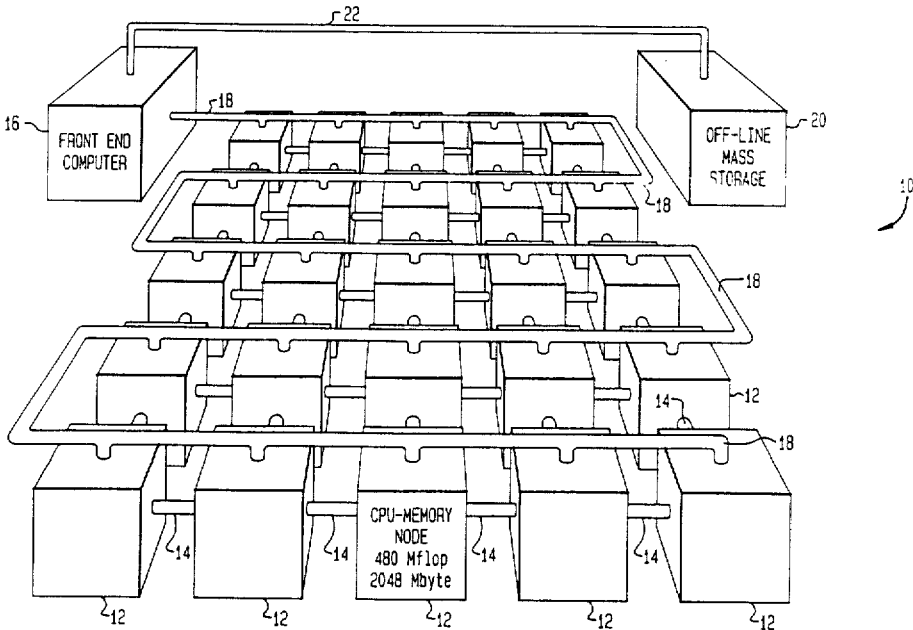 22
18
16
FRONT END
COMPUTER
OFF-LINE
MASS
STORAGE
20
10
18
18
12
14
18
CPU-MEMORY
NODE
480 Mflop
2048 Mbyte
14
14
14
14
12
12
12
12
12